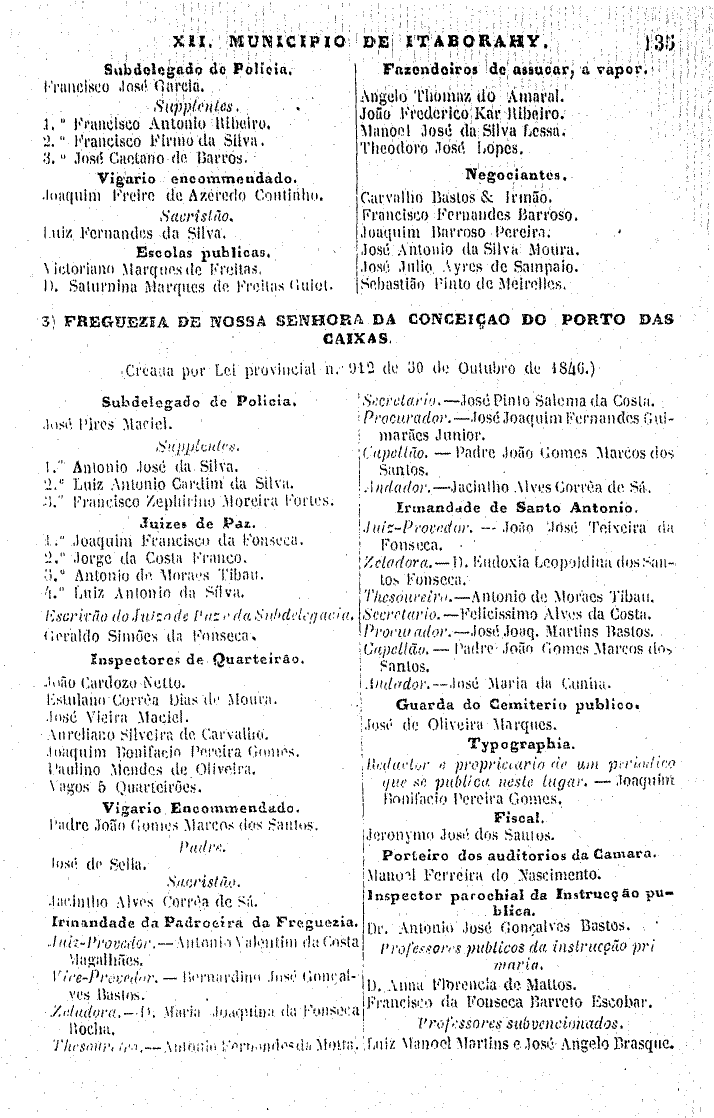 XII. MUNICIPIO DE ITABORAHY. 135
Subdelegado de Policia.
Francisco José Garcia.
Supplentes.
1.º Francisco Antonio Ribeiro.
2.º Francisco Firmo da Silva.
3.º José Caetano de Barros.
Vigario encommendado.
Joaquim Freire de Azeredo Continho.
Sacristão.
Luiz Fernandes da Silva.
Escolas publicas.
Victoriano Marques de Freitas.
D. Saturnina Marques de Freitas Guiot.
Fazendeiros de assucar, a vapor.
Angelo Thomaz do Amaral.
João Frederico Kar Ribeiro.
Manoel José da Silva Lessa.
Theodoro José Lopes.
Negociantes.
Carvalho Bastos & Irmão.
Francisco Fernandes Barroso.
Joaquim Barroso Pereira.
José Antonio da Silva Moura.
José Julio Ayres de Sampaio.
Sebastião Pinto de Meirelles.
3) FREGUEZIA DE NOSSA SENHORA DA CONCEIÇAO DO PORTO DAS
CAIXAS.
(Creada por Lei provincial n.º 912 de 30 de Outubro de 1846.)
Subdelegado de Policia.
José Pires Maciel.
Supplentes.
1.º Antonio José da Silva.
2.º Luiz Antonio Cardim da Silva.
3.º Francisco Zephirino Moreira Fortes.
Juizes de Paz.
1.º Joaquim Francisco da Fonseca.
2.º Jorge da Costa Franco.
3.º Antonio de Moraes Tibau.
4.º Luiz Antonio da Silva.
Escrivão do Juizo de Paz e da Subdelegacia.
Geraldo Simões da Fonseca.
Inspectores de Quarteirão.
João Cardozo Netto.
Estulano Corrêa Dias de Moura.
José Vieira Maciel.
Aureliano Silveira de Carvalho.
Joaquim Bonifacio Pereira Gomes.
Paulino Mendes de Oliveira.
Vagos 5 Quarteirões.
Vigario Encommendado.
Padre João Gomes Marcos dos Santos.
Padre.
José de Sella.
Sacristão.
Jacintho Alves Corrêa de Sá.
Irmandade da Padroeira da Freguezia.
Juiz-Provedor.—Antonio Valentim da Costa
Magalhães.
Vice-Provedor. — Bernardino José Gonçal-
ves Bastos.
Zeladora.—D. Maria Joaquina da Fonseca
Rocha.
Thesoureiro.—Antonio Fernandes da Motta.
Secretario.—José Pinto Salema da Costa.
Procurador.—José Joaquim Fernandes Gui-
marães Junior.
Capellão. — Padre João Gomes Marcos dos
Santos.
Andador.—Jacintho Alves Corrêa de Sá.
Irmandade de Santo Antonio.
Juiz-Provedor. — João José Teixeira da
Fonseca.
Zeladora.—D. Eudoxia Leopoldina dos San-
tos Fonseca.
Thesoureiro.—Antonio de Moraes Tibau.
Secretario.—Felicissimo Alves da Costa.
Procurador.—José Joaq. Martins Bastos.
Capellão. — Padre João Gomes Marcos dos
Santos.
Andador.—José Maria da Cunha.
Guarda do Cemiterio publico.
José de Oliveira Marques.
Typographia.
Redactor e proprietario de um periodico
que se publica neste lugar. — Joaquim
Bonifacio Pereira Gomes.
Fiscal.
Jeronymo José dos Santos.
Porteiro dos auditorios da Camara.
Manoel Ferreira do Nascimento.
Inspector parochial da Instrucção pu-
blica.
Dr. Antonio José Gonçalves Bastos.
Professores publicos da instrucção pri
maria.
D. Anna Florencia de Mattos.
Francisco da Fonseca Barreto Escobar.
Professores subvencionados.
Luiz Manoel Martins e José Angelo Brasque.